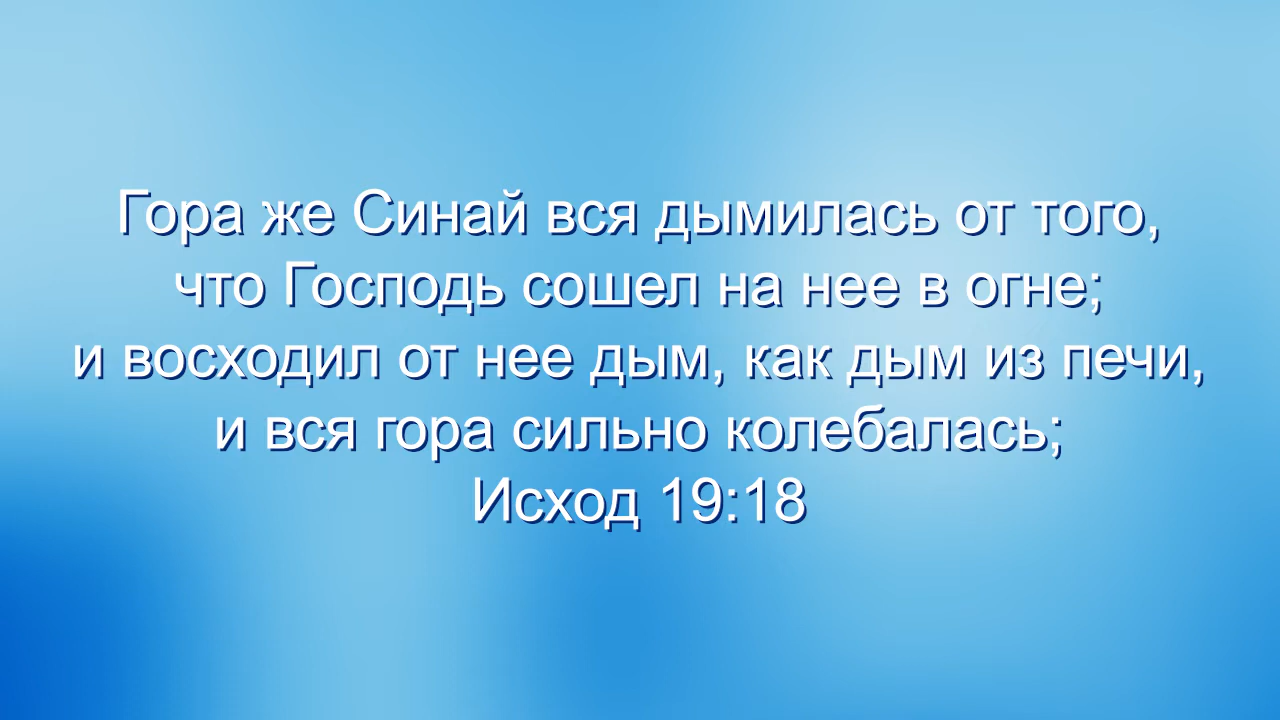 Гора же Синай вся дымилась от того,
что Господь сошел на нее в огне;
и восходил от нее дым, как дым из печи,
и вся гора сильно колебалась;
Исход 19:18